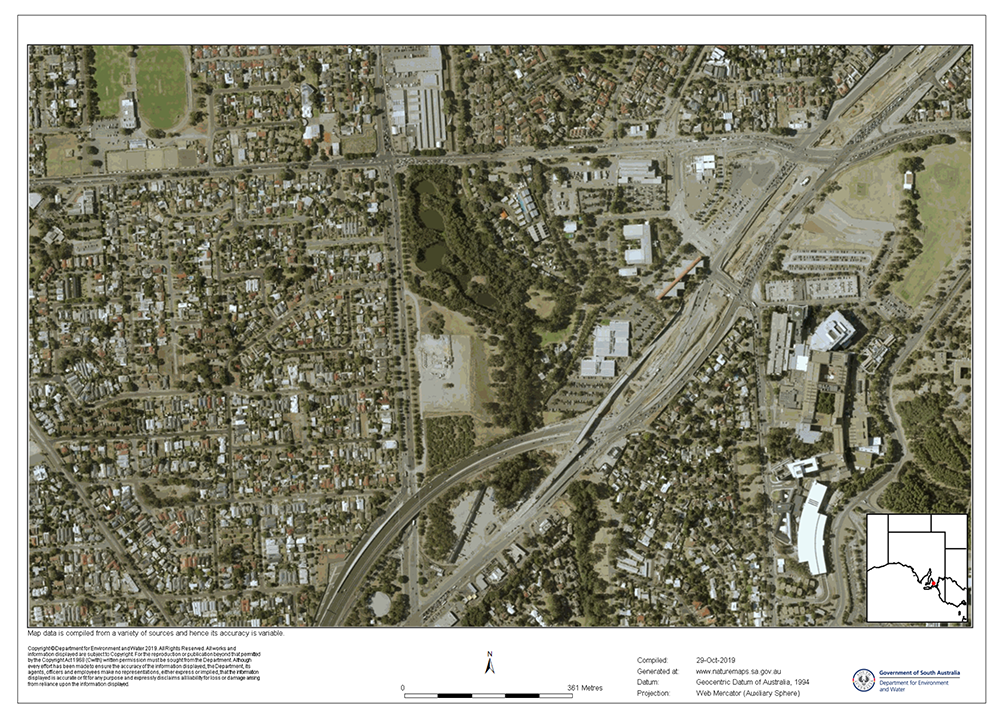 Map data is compiled from a variety of sources and hence its accuracy is variable.
Copyright©Department for Environment and Water 2019. All Rights Reserved. All works and
information displayed are subject to Copyright. For the reproduction or publication beyond that permitted
by the Copyright Act 1968 (Cwlth) written permission must be sought from the Department. Although
every effort has been made to ensure the accuracy of the information displayed, the Department, its
agents, officers and employees make no representations, either express or implied, that the information
displayed is accurate or fit for any purpose and expressly disclaims all liability for loss or damage arising
from reliance upon the information displayed.
N
0 361 Metres
Compiled: 29-Oct-2019
Generated at: www.naturemaps.sa.gov.au
Datum: Geocentric Datum of Australia, 1994
Projection: Web Mercator (Auxiliary Sphere)
Government of South Australia
Department for Environment
and Water